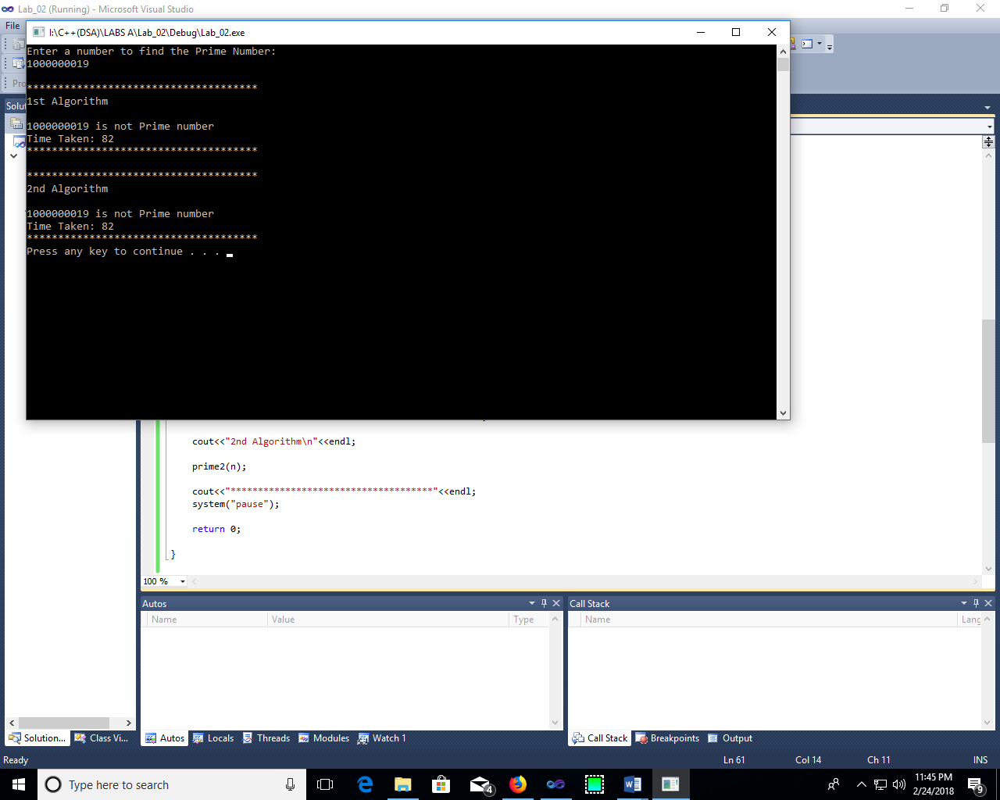 Lab_02 (Running) - Microsoft Visual Studio
File
I:\C++(DSA)\LABS A\Lab_02\Debug\Lab_02.exe
Enter a number to find the Prime Number:
1000000019
*************************************
1st Algorithm
1000000019 is not Prime number
Time Taken: 82
*************************************
*************************************
2nd Algorithm
1000000019 is not Prime number
Time Taken: 82
*************************************
Press any key to continue . . .
Pro
Solut
cout<<"2nd Algorithm\n"<<endl;
prime2(n);
cout<<"*************************************"<<endl;
system("pause");
return 0;
}
100 %
Autos
Name Value Type
Call Stack
Name Lang
Solution... Class Vi...
Autos Locals Threads Modules Watch 1
Call Stack Breakpoints Output
Ready Ln 61 Col 14 Ch 11 INS
Type here to search
4
11:45 PM
2/24/2018
9